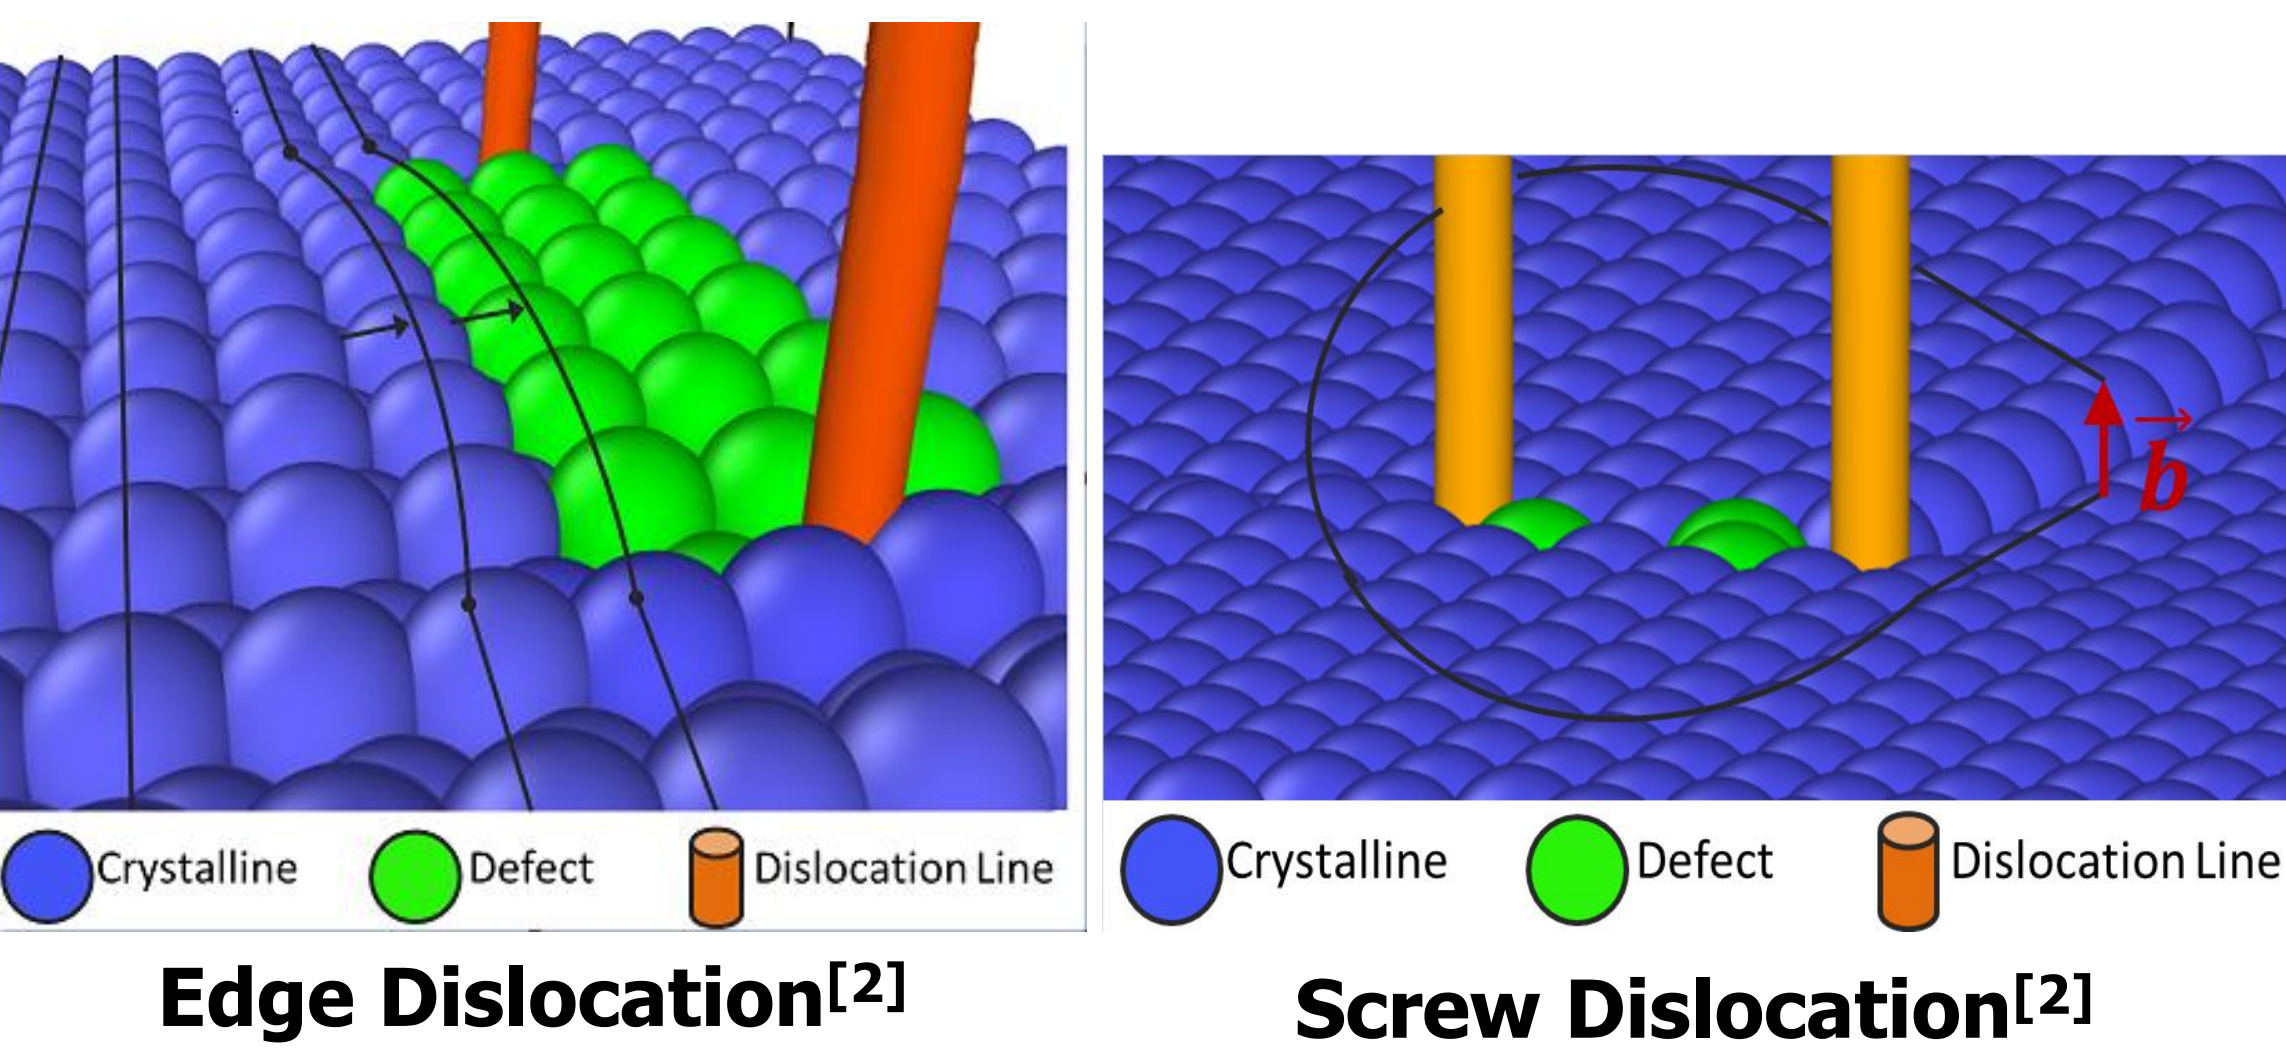 b
Crystalline Defect Dislocation Line
Crystalline Defect Dislocation Line
Edge Dislocation[2]
Screw Dislocation[2]